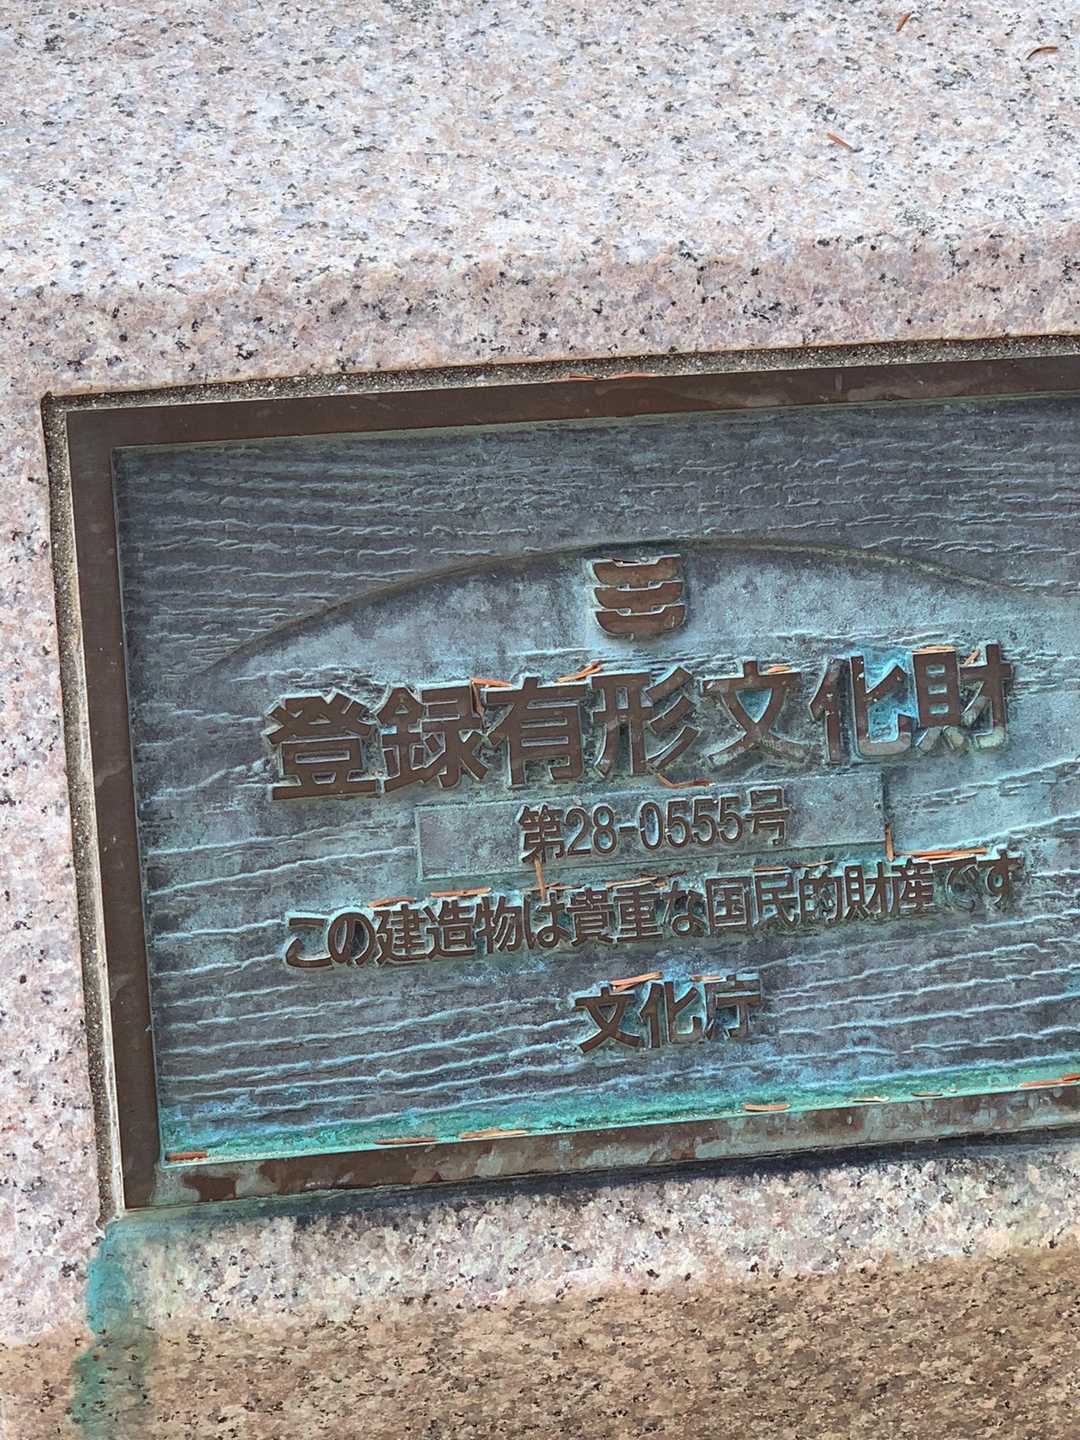 登録有形文化財
第28-0555号
この建造物は貴重な国民的財産です
文化庁